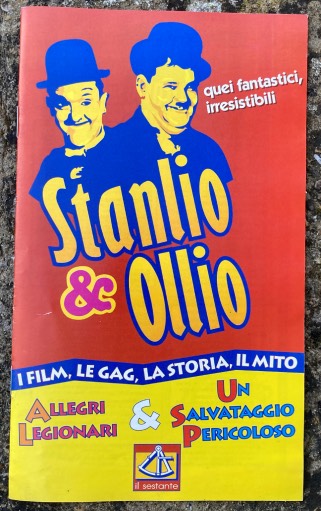 quei fantastici,
irresistibili
Stanlio
& Ollio
I FILM, LE GAG, LA STORIA, IL MITO
ALLEGRI
LEGIONARI
&
UN
SALVATAGGIO
PERICOLOSO
il sestante